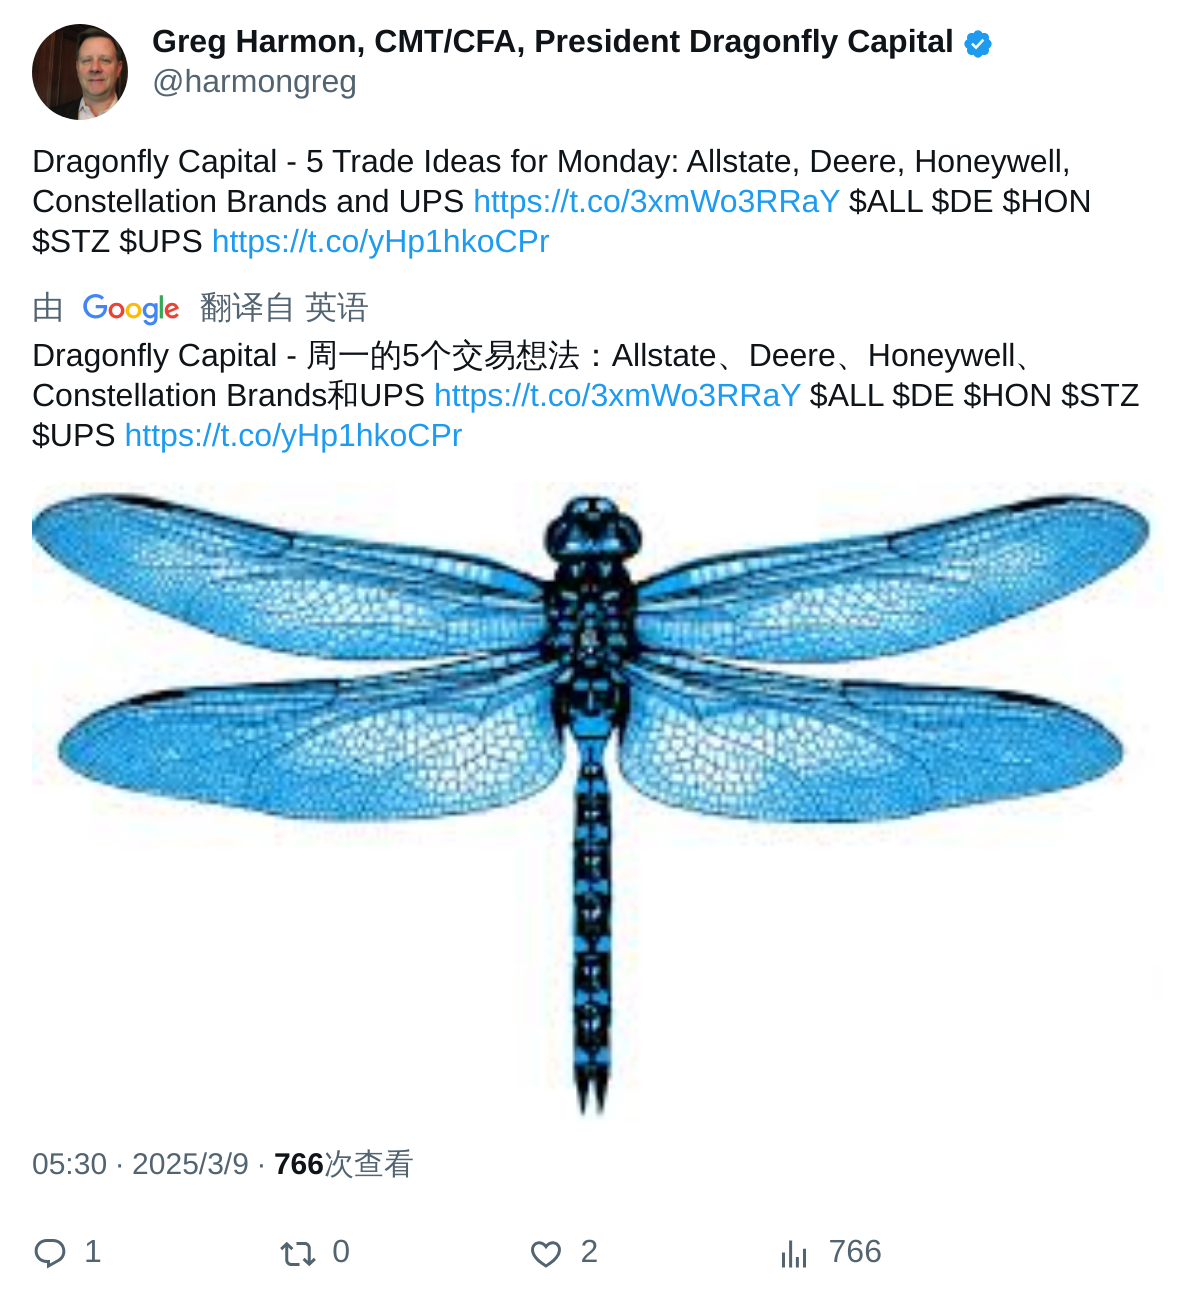 Greg Harmon, CMT/CFA, President Dragonfly Capital
@harmongreg
Dragonfly Capital - 5 Trade Ideas for Monday: Allstate, Deere, Honeywell,
Constellation Brands and UPS https://t.co/3xmWo3RRaY $ALL $DE $HON
$STZ $UPS https://t.co/yHp1hkoCPr
由 Google 翻译自 英语
Dragonfly Capital - 周一的5个交易想法：Allstate、Deere、Honeywell、
Constellation Brands和UPS https://t.co/3xmWo3RRaY $ALL $DE $HON $STZ
$UPS https://t.co/yHp1hkoCPr
05:30 · 2025/3/9 · 766次查看
1 0 2 766